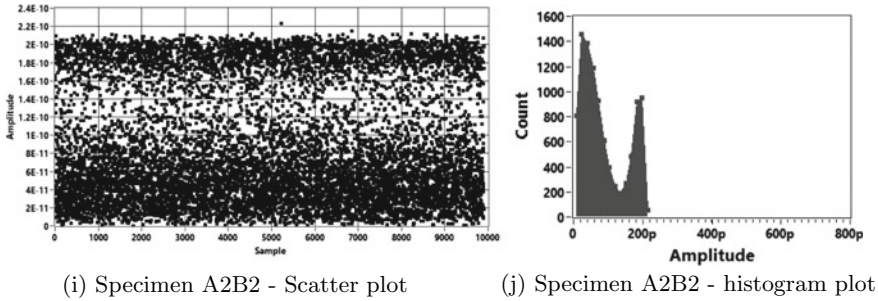 2.4E-10
2.2E-10
2E-10
1.8E-10
1.6E-10
1.4E-10
1.2E-10
1E-10
8E-11
6E-11
4E-11
2E-11
0
Amplitude
0 1000 2000 3000 4000 5000 6000 7000 8000 9000 10000
Sample
(i) Specimen A2B2 - Scatter plot
1600
1400
1200
1000
800
600
400
200
0
Count
0 200p 400p 600p 800p
Amplitude
(j) Specimen A2B2 - histogram plot